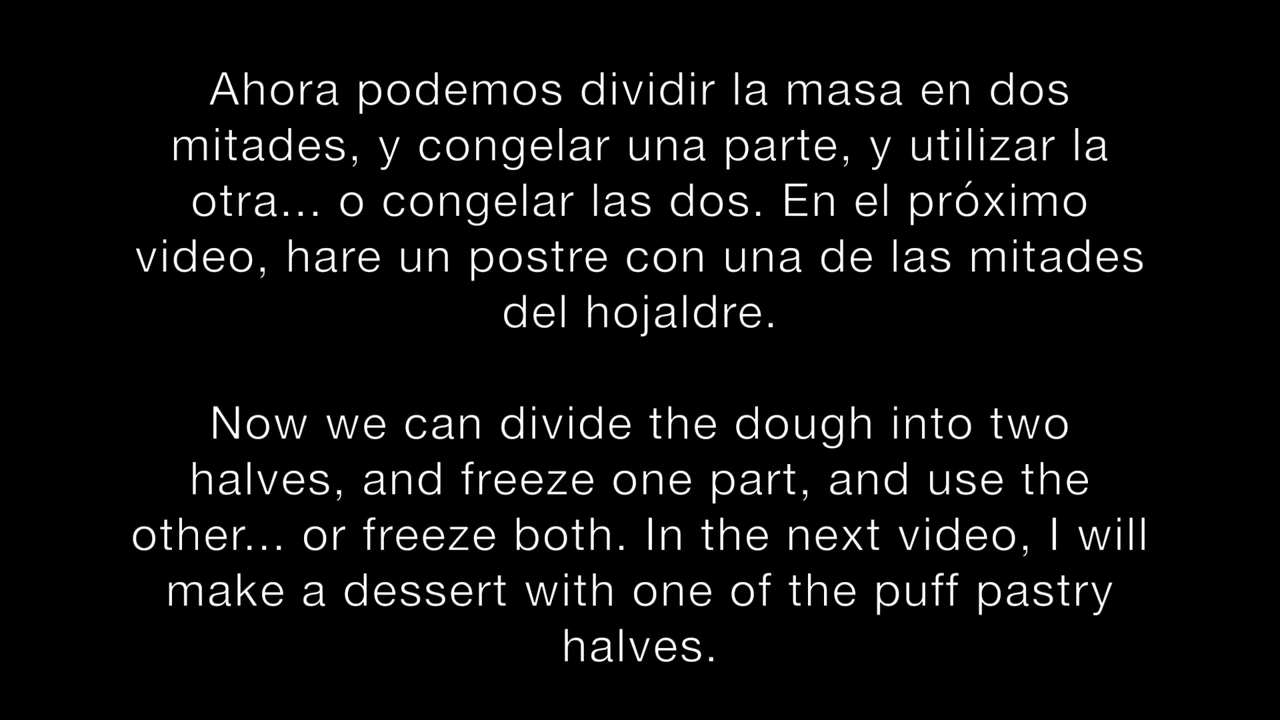 Ahora podemos dividir la masa en dos
mitades, y congelar una parte, y utilizar la
otra... o congelar las dos. En el próximo
video, hare un postre con una de las mitades
del hojaldre.
Now we can divide the dough into two
halves, and freeze one part, and use the
other... or freeze both. In the next video, I will
make a dessert with one of the puff pastry
halves.